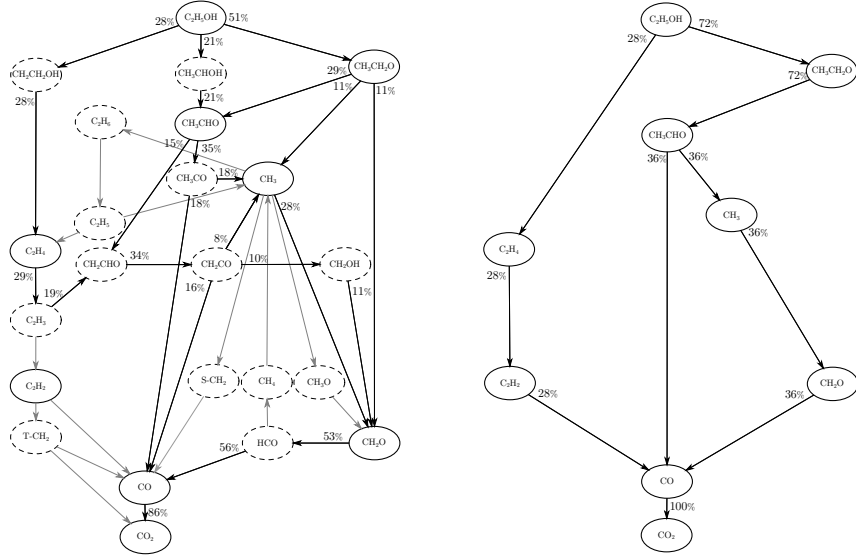 C₂H₅OH
28%
51%
21%
CH₂CH₂OH
CH₃CHOH
CH₃CH₂O
29%
28%
21%
11%
11%
C₂H₆
CH₃CHO
15%
35%
CH₃CO
18%
CH₃
18%
28%
C₂H₅
C₂H₄
8%
CH₂CHO
34%
CH₂CO
10%
CH₂OH
29%
16%
11%
19%
C₂H₃
C₂H₂
S-CH₂
CH₄
CH₃O
T-CH₂
56%
HCO
53%
CH₂O
CO
86%
CO₂
C₂H₅OH
28%
72%
CH₃CH₂O
72%
CH₃CHO
36%
36%
CH₃
36%
C₂H₄
28%
C₂H₂
28%
CH₂O
36%
CO
100%
CO₂